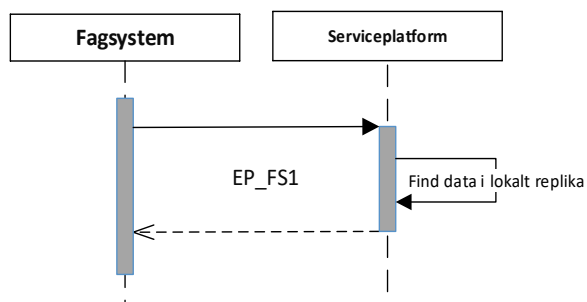 Fagsystem
Serviceplatform
EP_FS1
Find data i lokalt replika